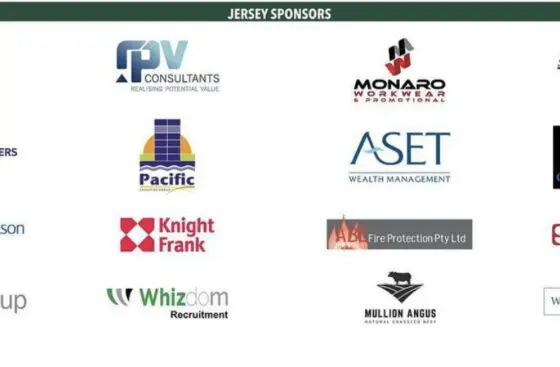 JERSEY SPONSORS
RPV
CONSULTANTS
REALISING POTENTIAL VALUE
MONARO
WORKWEAR
& PROMOTIONAL
ERS
Pacific
ASET
WEALTH MANAGEMENT
son
Knight
Frank
ABL Fire Protection Pty Ltd
up
Whizdom
Recruitment
MULLION ANGUS
NATURAL GRASSFED BEEF
W